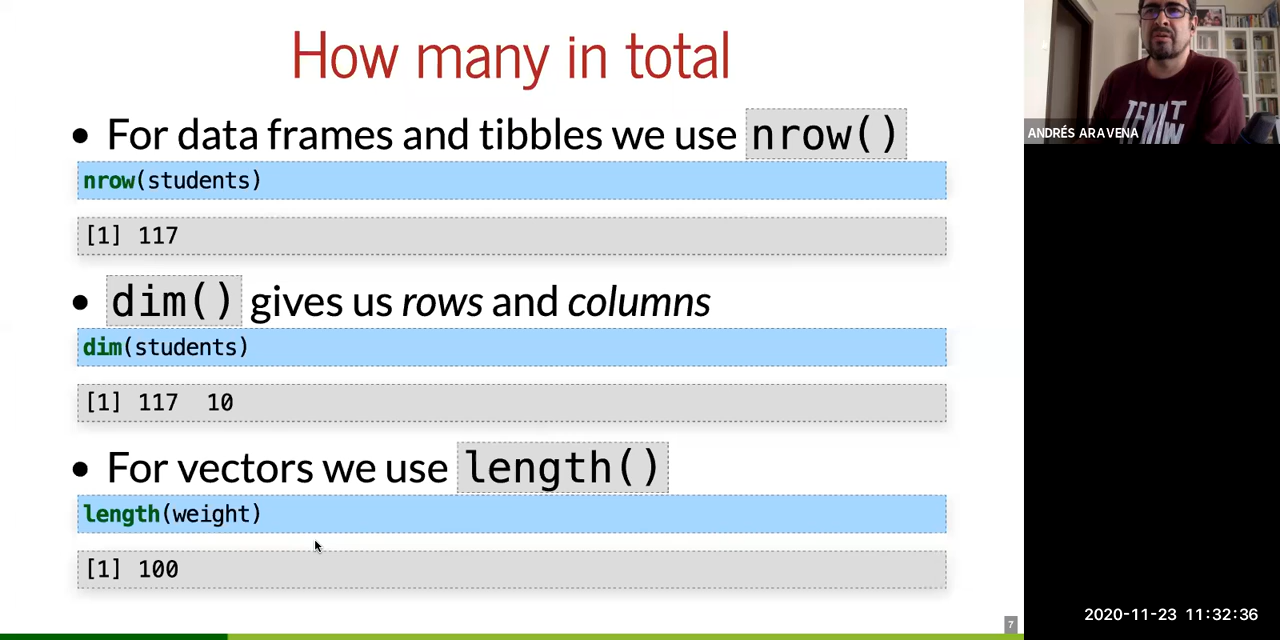 How many in total
• For data frames and tibbles we use nrow()
nrow(students)
[1] 117
• dim() gives us rows and columns
dim(students)
[1] 117  10
• For vectors we use length()
length(weight)
[1] 100
7
ANDRÉS ARAVENA
2020-11-23 11:32:36